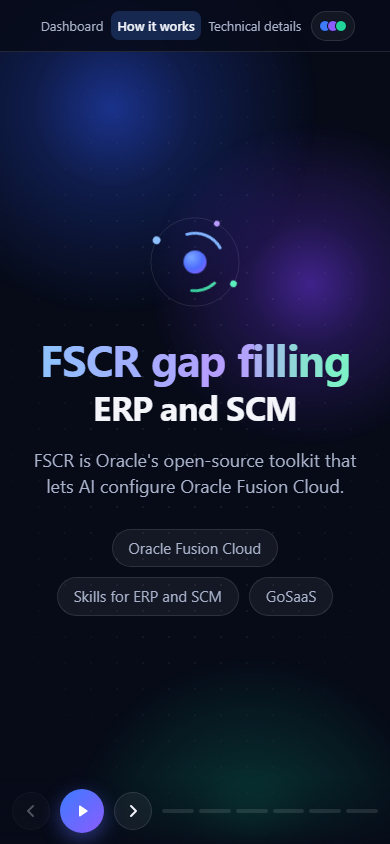 Dashboard How it works Technical details
FSCR gap filling
ERP and SCM
FSCR is Oracle's open-source toolkit that
lets AI configure Oracle Fusion Cloud.
Oracle Fusion Cloud
Skills for ERP and SCM GoSaaS